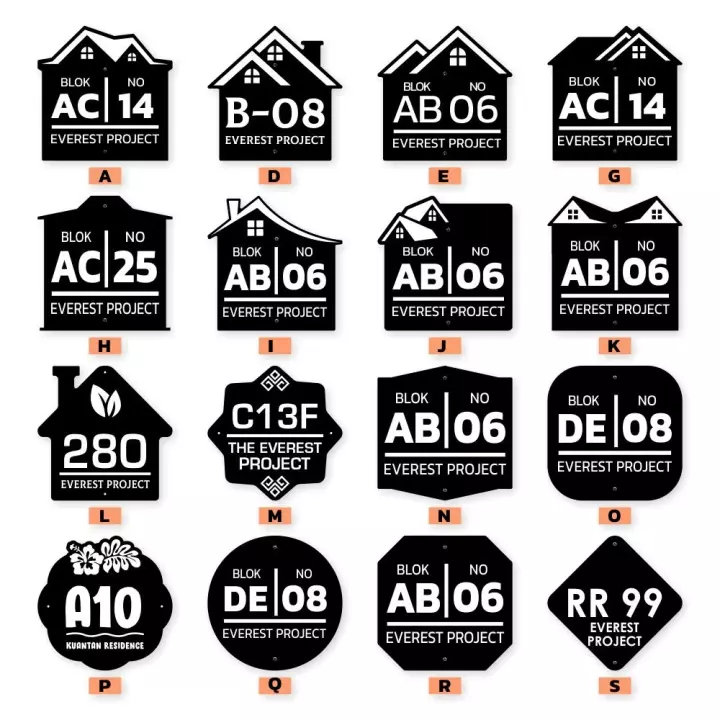 BLOK NO
AC 14
EVEREST PROJECT
A
B-08
EVEREST PROJECT
D
BLOK NO
AB 06
EVEREST PROJECT
E
BLOK NO
AC 14
EVEREST PROJECT
G
BLOK NO
AC 25
EVEREST PROJECT
H
BLOK NO
AB 06
EVEREST PROJECT
I
BLOK NO
AB 06
EVEREST PROJECT
J
BLOK NO
AB 06
EVEREST PROJECT
K
280
EVEREST PROJECT
L
C13F
THE EVEREST
PROJECT
M
BLOK NO
AB 06
EVEREST PROJECT
N
BLOK NO
DE 08
EVEREST PROJECT
O
A10
KUANTAN RESIDENCE
P
BLOK NO
DE 08
EVEREST PROJECT
Q
BLOK NO
AB 06
EVEREST PROJECT
R
RR 99
EVEREST
PROJECT
S